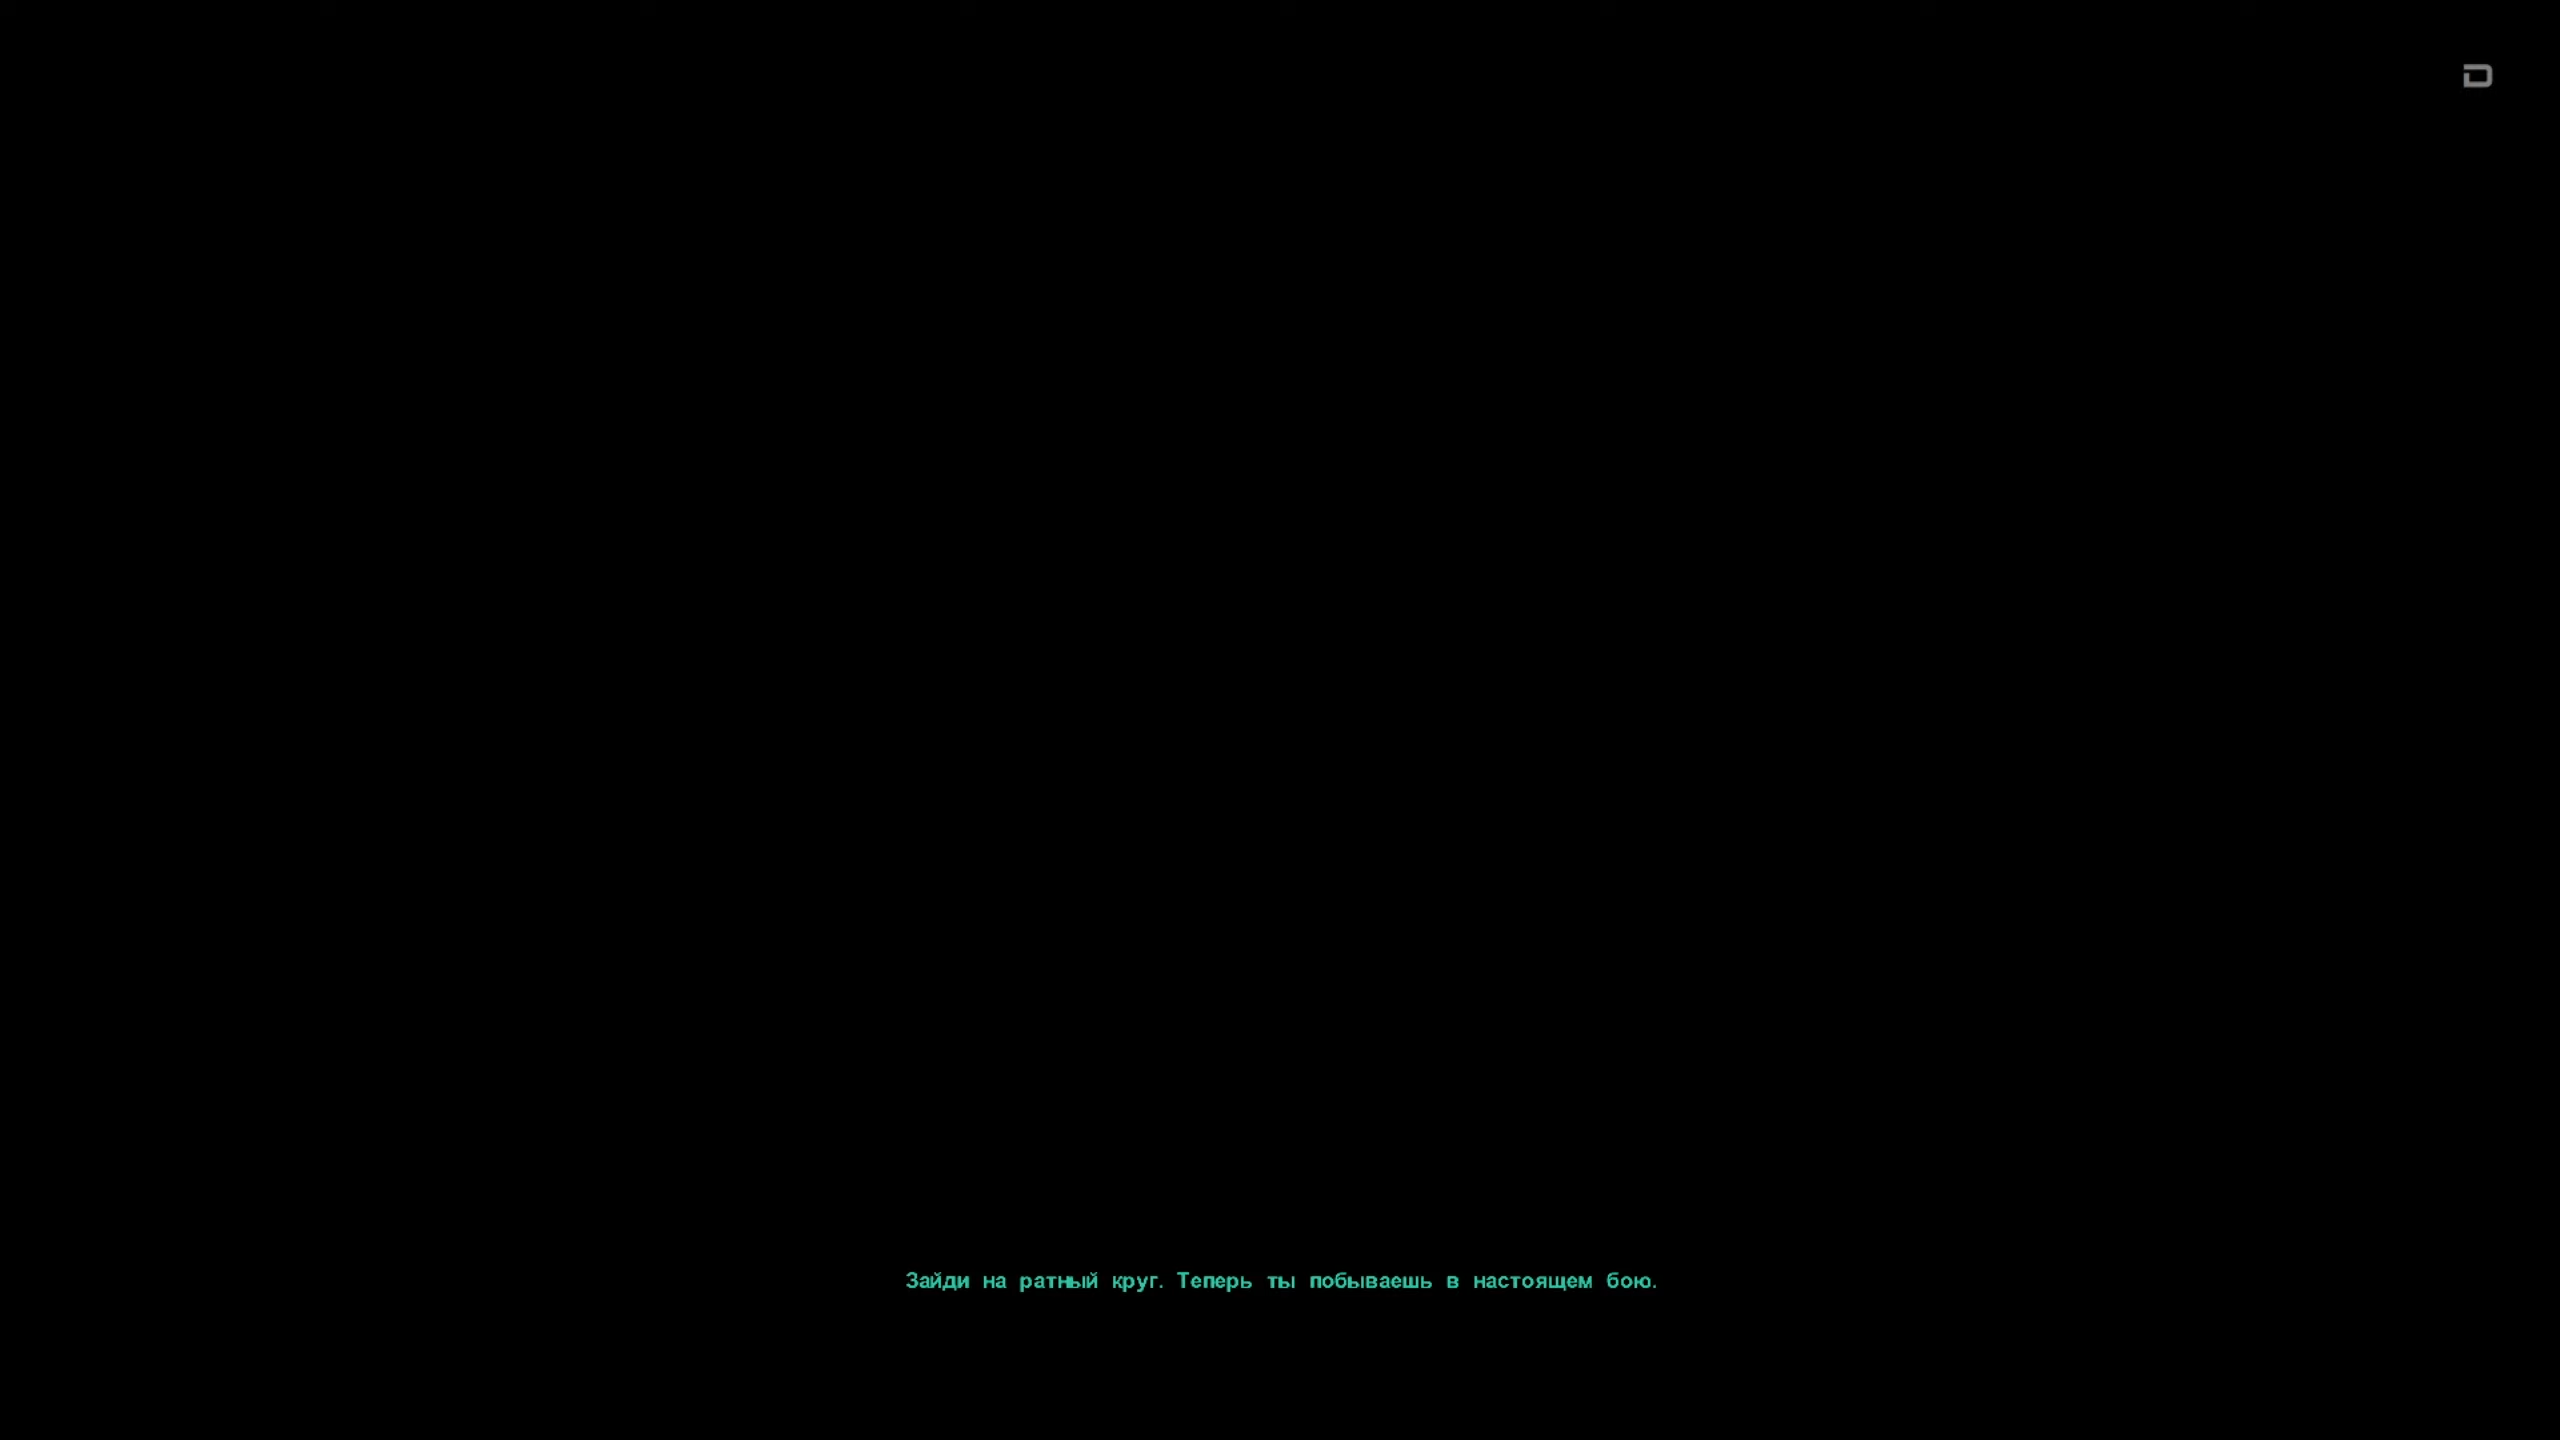 Зайди на ратный круг. Теперь ты побываешь в настоящем бою.